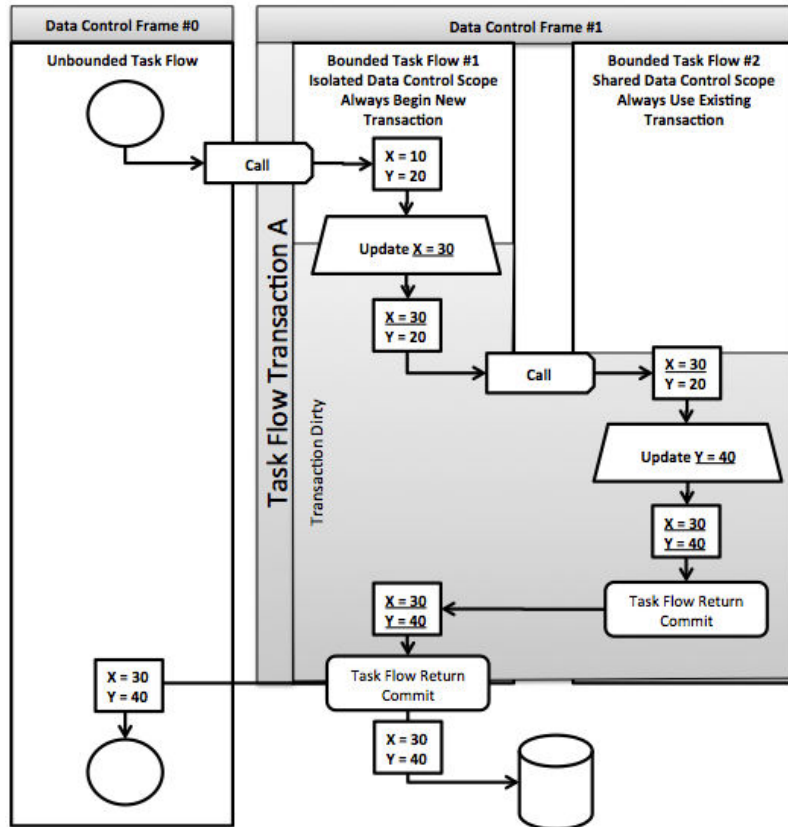 Data Control Frame #0
Data Control Frame #1
Unbounded Task Flow
Bounded Task Flow #1
Isolated Data Control Scope
Always Begin New
Transaction
Bounded Task Flow #2
Shared Data Control Scope
Always Use Existing
Transaction
Call
X = 10
Y = 20
Task Flow Transaction A
Update X = 30
Transaction Dirty
X = 30
Y = 20
Call
X = 30
Y = 20
Update Y = 40
X = 30
Y = 40
Task Flow Return
Commit
X = 30
Y = 40
Task Flow Return
Commit
X = 30
Y = 40
X = 30
Y = 40